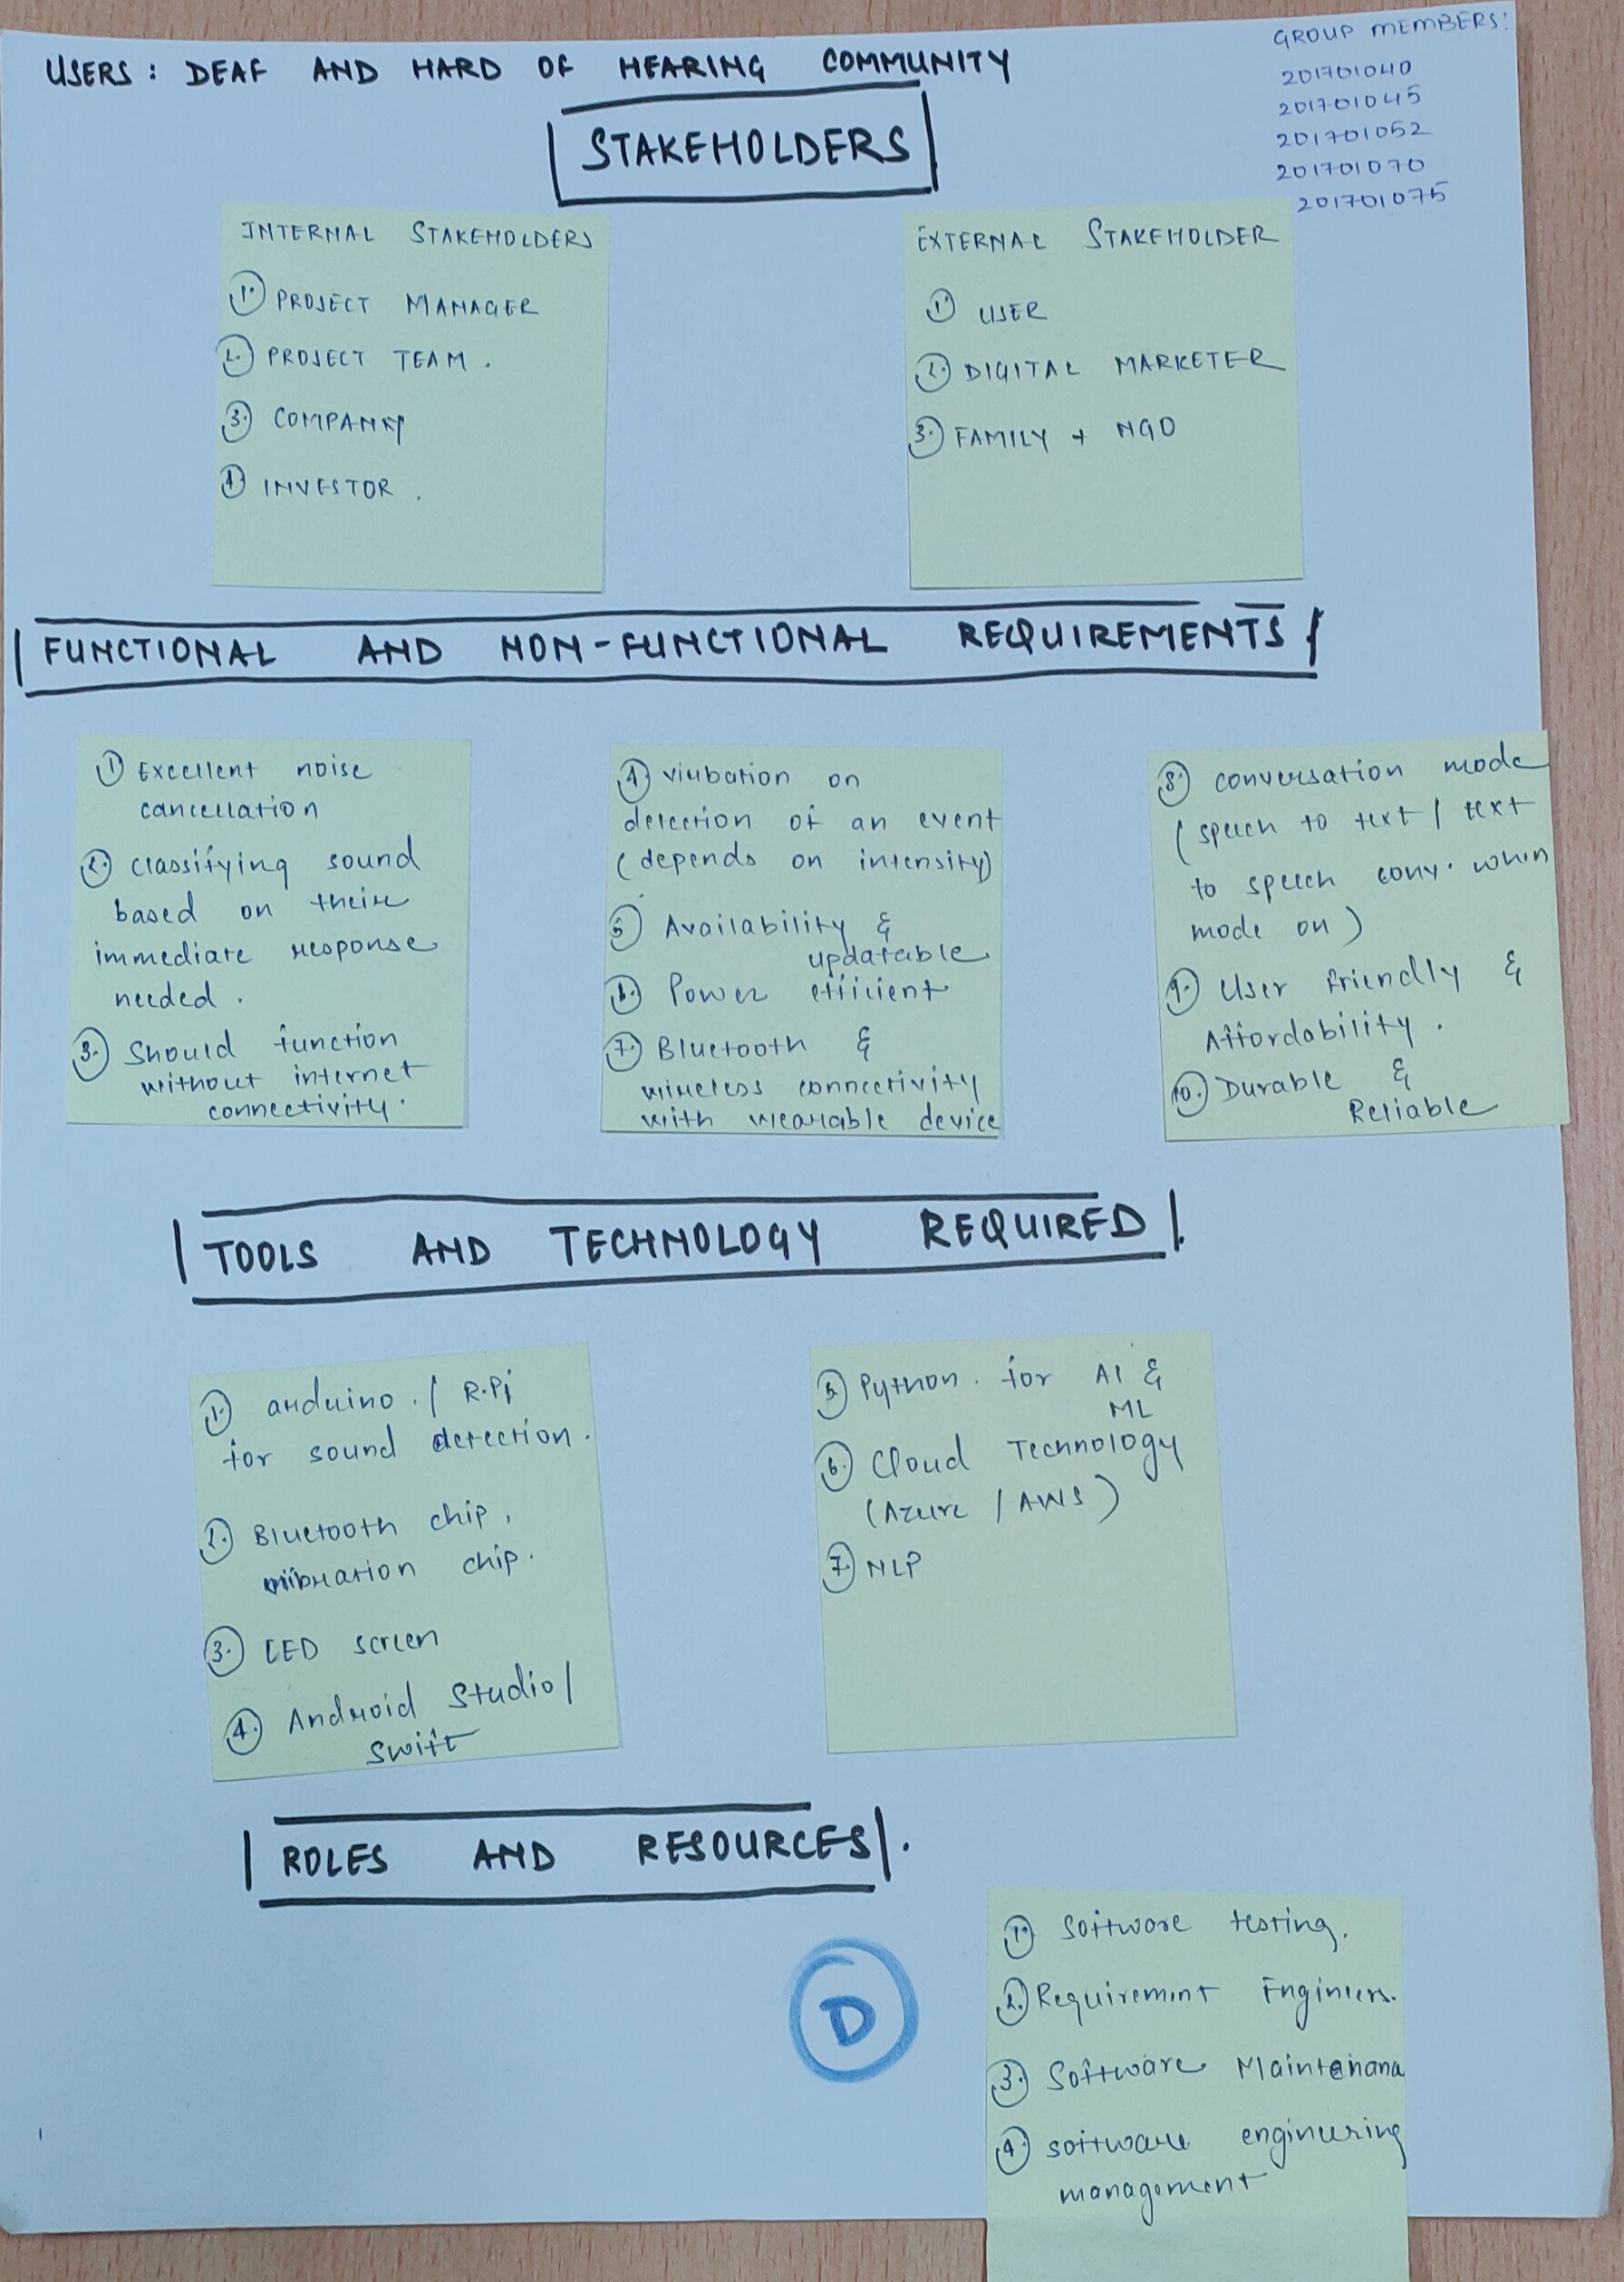 USERS : DEAF AND HARD OF HEARING COMMUNITY
GROUP MEMBERS:
201701040
201701045
201701052
201701070
201701075
STAKEHOLDERS
INTERNAL STAKEHOLDERS
1. PROJECT MANAGER
2. PROJECT TEAM.
3. COMPANY
4. INVESTOR.
EXTERNAL STAKEHOLDER
1. USER
2. DIGITAL MARKETER
3. FAMILY + NGO
FUNCTIONAL AND NON-FUNCTIONAL REQUIREMENTS
1. Excellent noise
cancellation
2. Classifying sound
based on their
immediate response
needed.
3. Should function
without internet
connectivity.
4. vibration on
detection of an event
(depends on intensity)
5. Availability &
updatable
6. Power efficient
7. Bluetooth &
wireless connectivity
with wearable device
8. conversation mode
(speech to text / text
to speech conv. when
mode on)
9. User Friendly &
Affordability.
10. Durable &
Reliable
TOOLS AND TECHNOLOGY REQUIRED.
1. arduino. / R.Pi
for sound detection.
2. Bluetooth chip,
vibration chip.
3. LED screen
4. Android Studio/
Swift
5. Python. for AI &
ML
6. Cloud Technology
(Azure / AWS)
7. NLP
ROLES AND RESOURCES.
D
1. Software testing.
2. Requirement Engineers.
3. Software Maintenana
4. software engineering
management